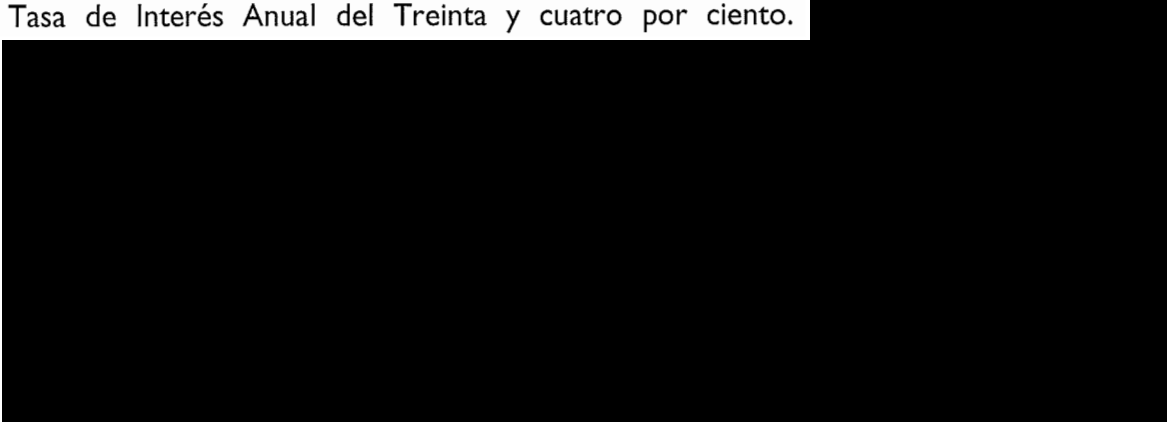 Tasa de Interés Anual del Treinta y cuatro por ciento.